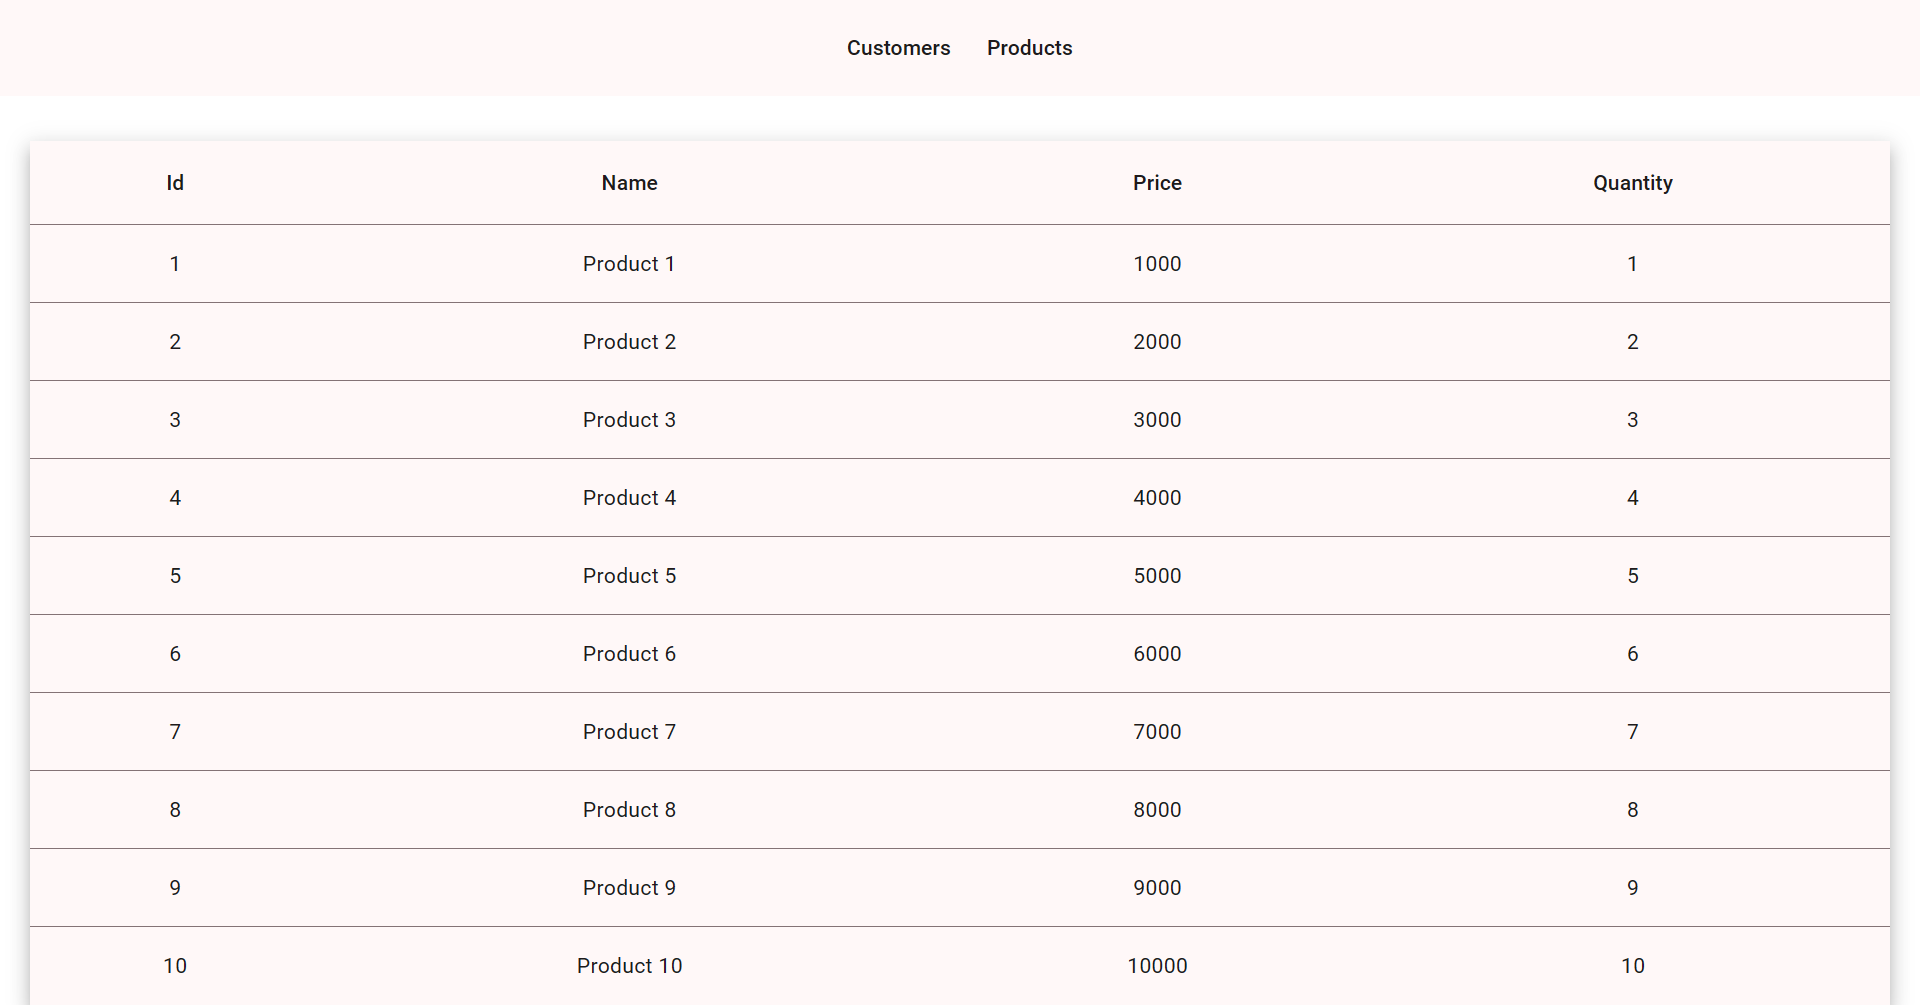 Customers Products
Id Name Price Quantity
1 Product 1 1000 1
2 Product 2 2000 2
3 Product 3 3000 3
4 Product 4 4000 4
5 Product 5 5000 5
6 Product 6 6000 6
7 Product 7 7000 7
8 Product 8 8000 8
9 Product 9 9000 9
10 Product 10 10000 10